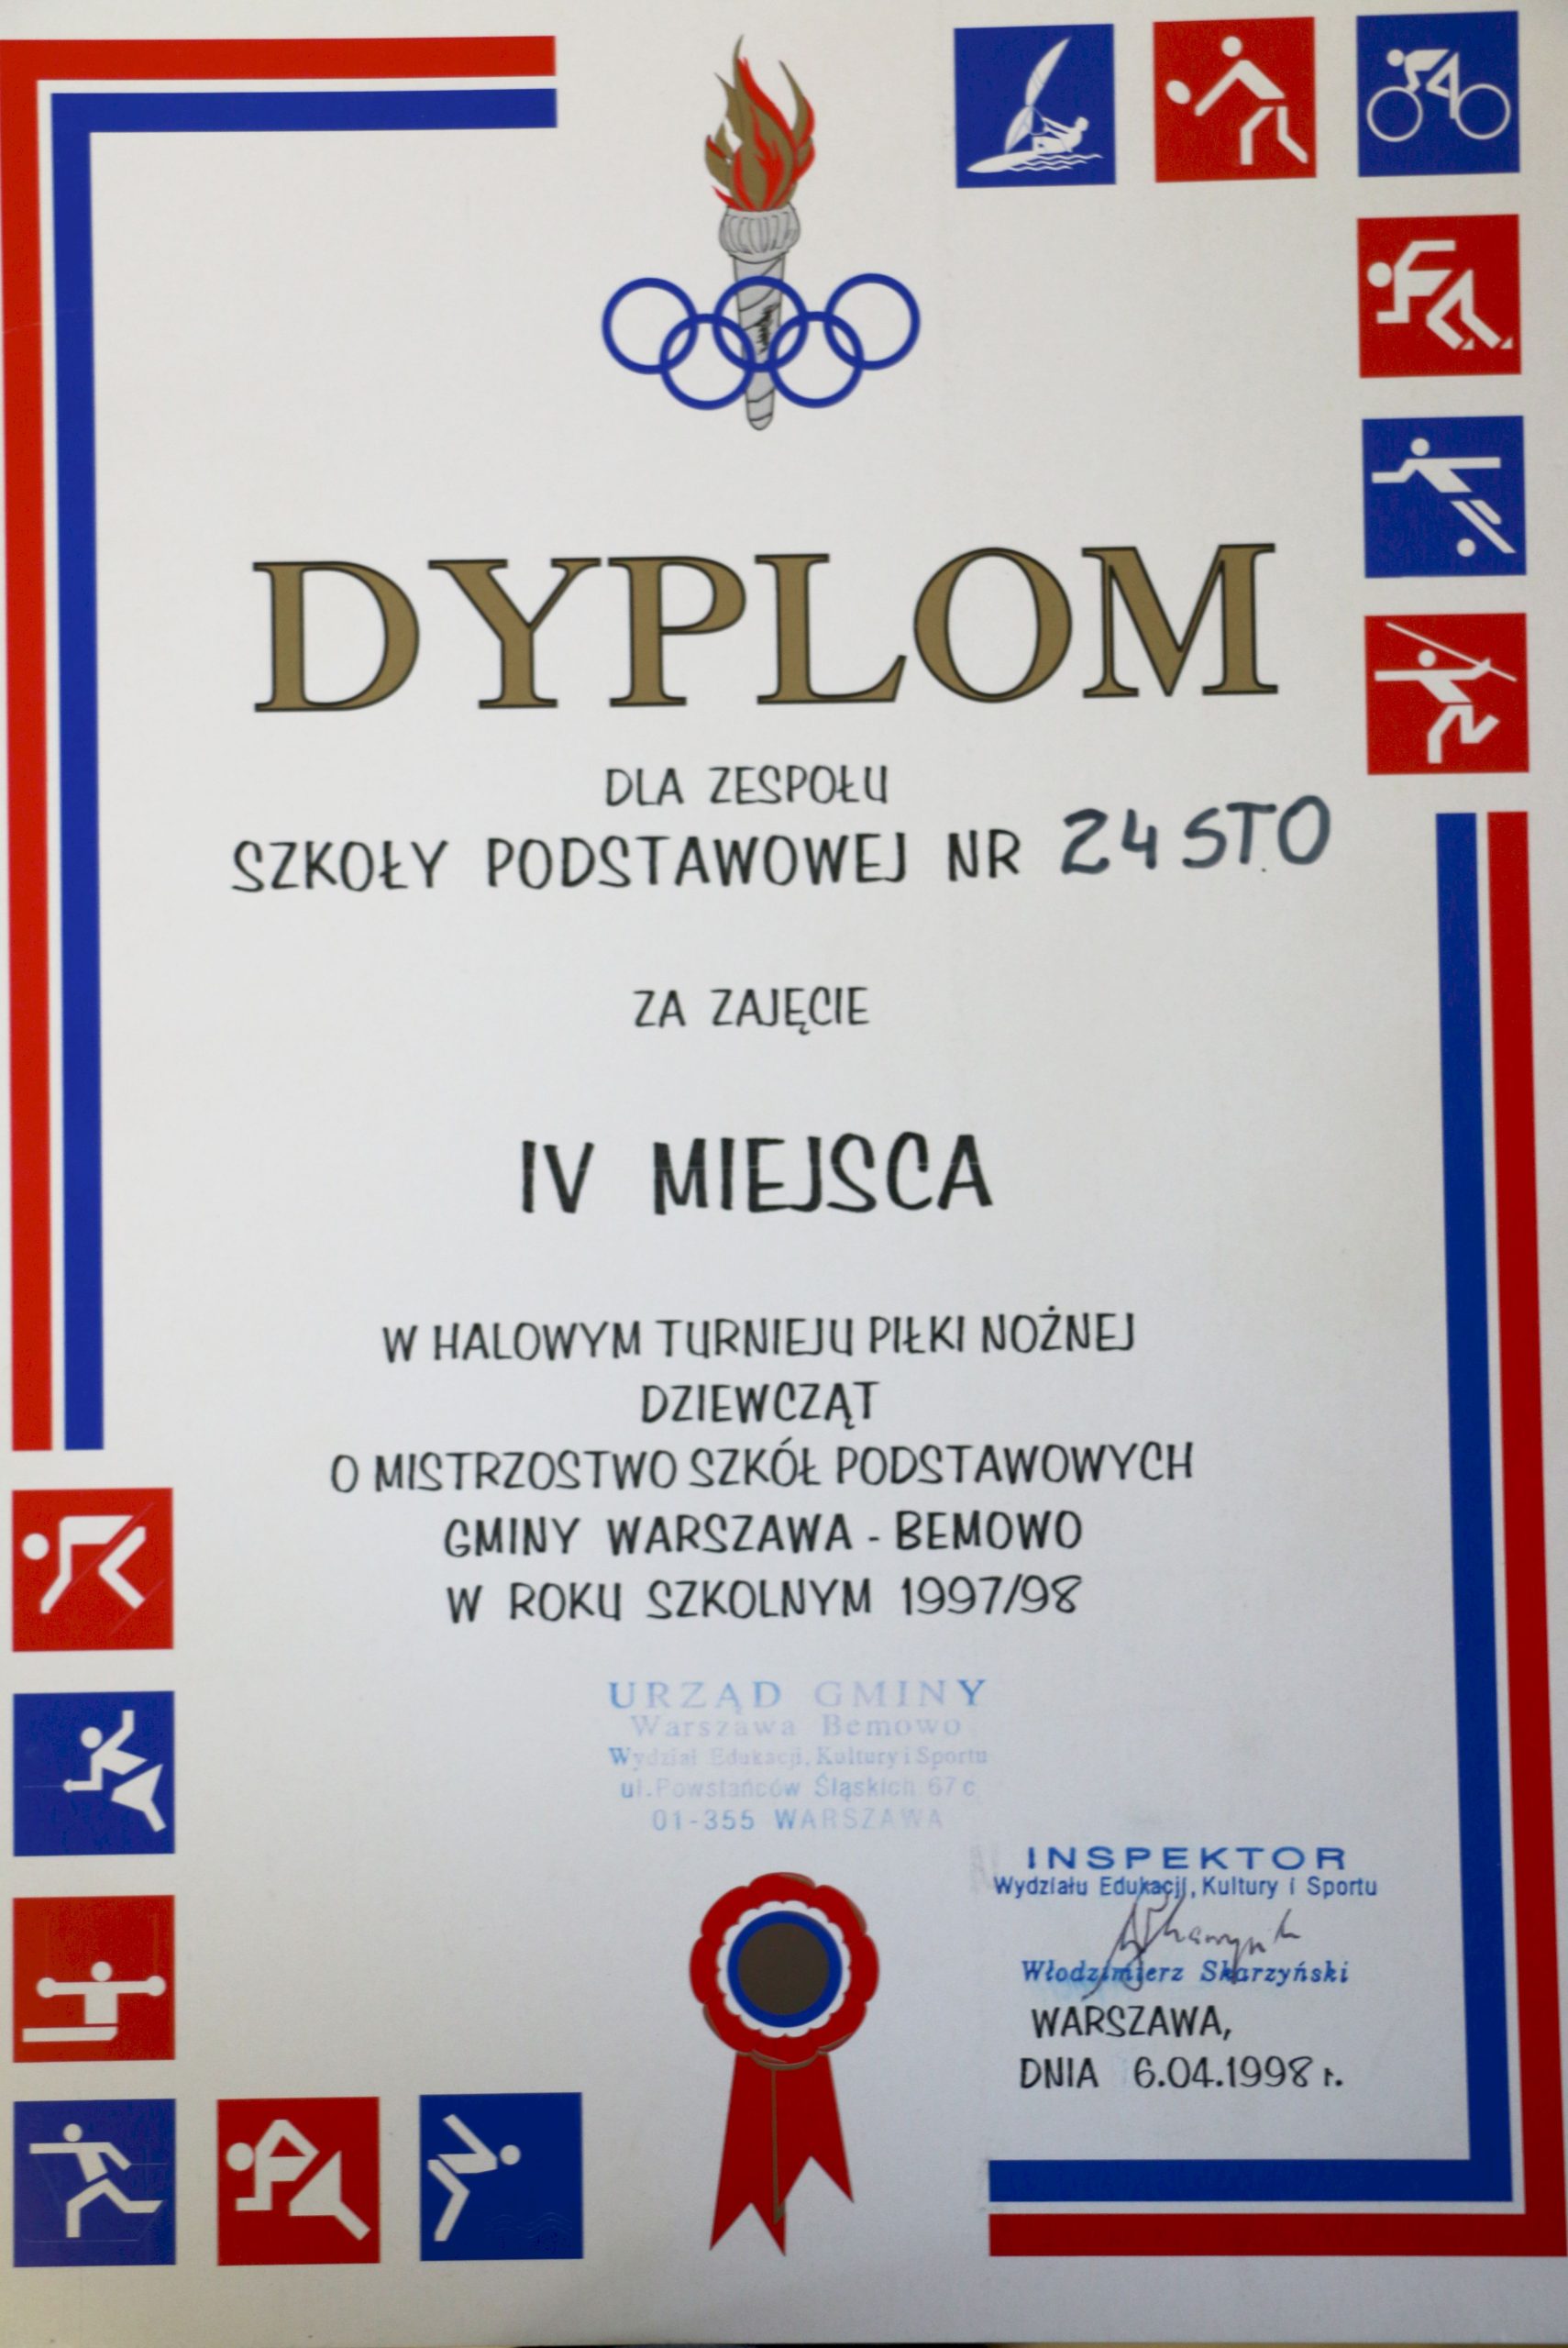 DYPLOM
DLA ZESPOŁU
SZKOŁY PODSTAWOWEJ NR 24 STO
ZA ZAJĘCIE
IV MIEJSCA
W HALOWYM TURNIEJU PIŁKI NOŻNEJ
DZIEWCZĄT
O MISTRZOSTWO SZKÓŁ PODSTAWOWYCH
GMINY WARSZAWA - BEMOWO
W ROKU SZKOLNYM 1997/98
URZĄD GMINY
Warszawa Bemowo
Wydział Edukacji, Kultury i Sportu
ul. Powstańców Śląskich 67 c
01-355 WARSZAWA
INSPEKTOR
Wydziału Edukacji, Kultury i Sportu
Włodzimierz Skarzyński
WARSZAWA,
DNIA 6.04.1998 r.